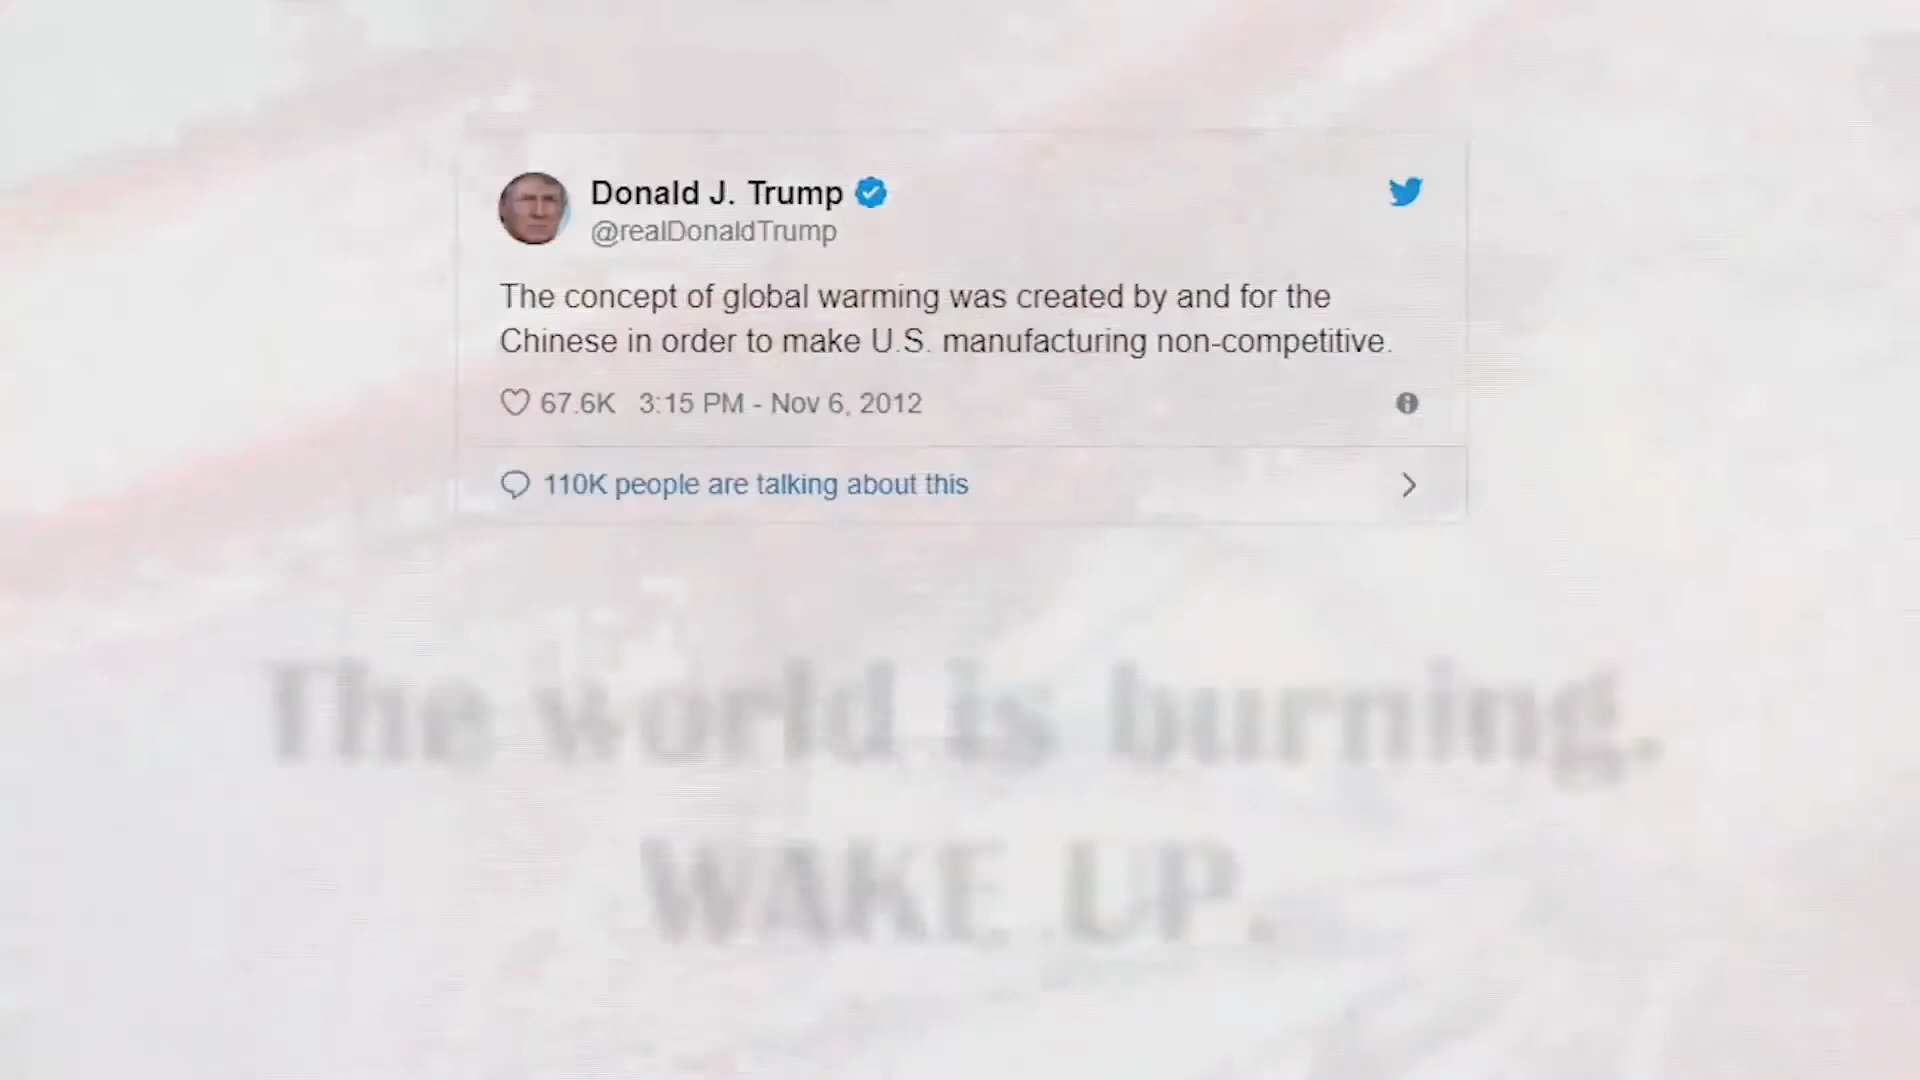 Donald J. Trump
@realDonaldTrump
The concept of global warming was created by and for the
Chinese in order to make U.S. manufacturing non-competitive.
67.6K 3:15 PM - Nov 6, 2012
110K people are talking about this
The world is burning.
WAKE UP.